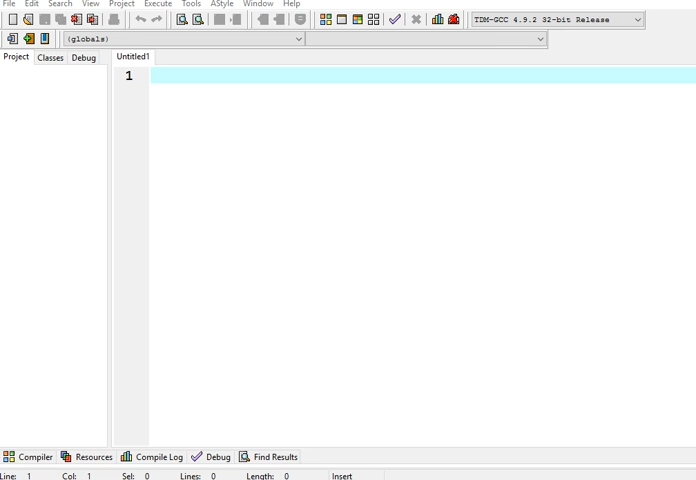 File Edit Search View Project Execute Tools AStyle Window Help
TDM-GCC 4.9.2 32-bit Release
(globals)
Project Classes Debug Untitled1
1
Compiler Resources Compile Log Debug Find Results
Line: 1 Col: 1 Sel: 0 Lines: 0 Length: 0 Insert